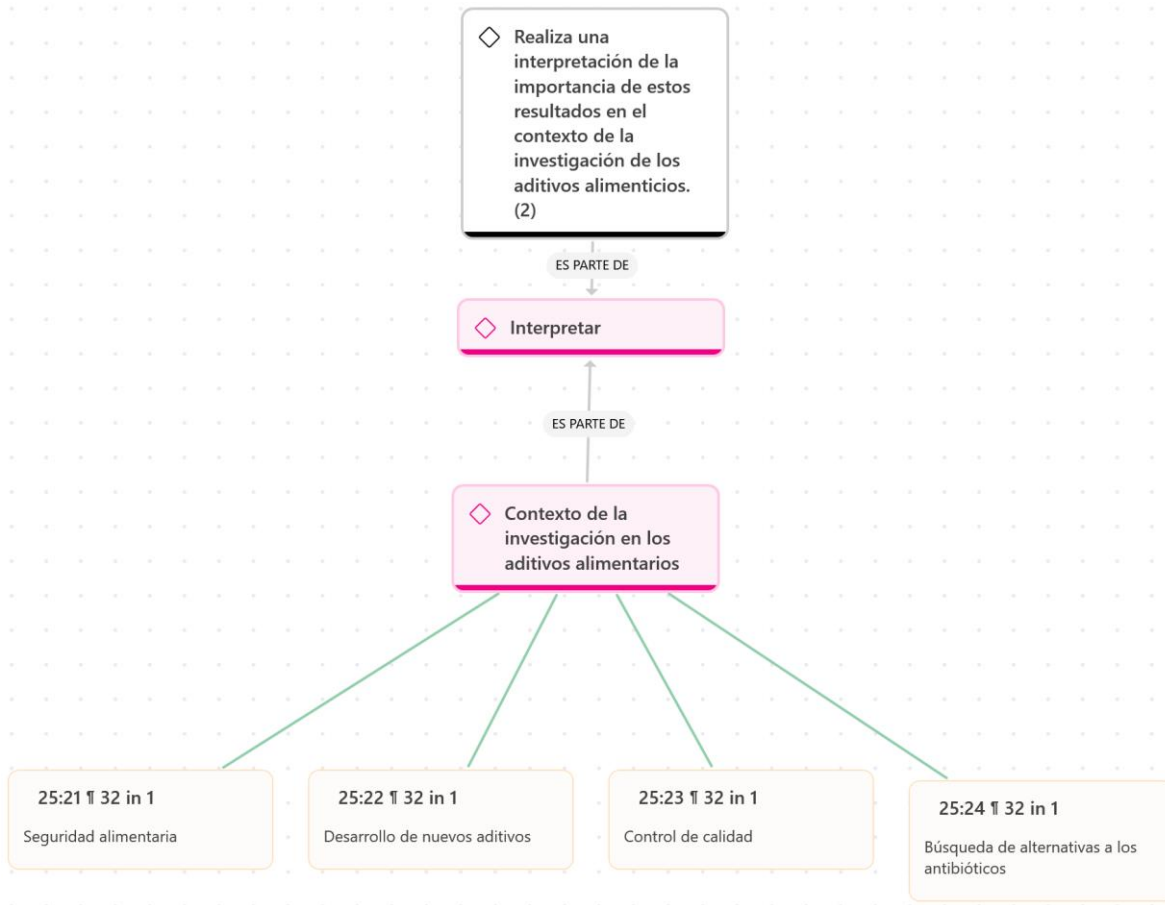 Realiza una
interpretación de la
importancia de estos
resultados en el
contexto de la
investigación de los
aditivos alimenticios.
(2)
ES PARTE DE
Interpretar
ES PARTE DE
Contexto de la
investigación en los
aditivos alimentarios
25:21 ¶ 32 in 1
Seguridad alimentaria
25:22 ¶ 32 in 1
Desarrollo de nuevos aditivos
25:23 ¶ 32 in 1
Control de calidad
25:24 ¶ 32 in 1
Búsqueda de alternativas a los
antibióticos